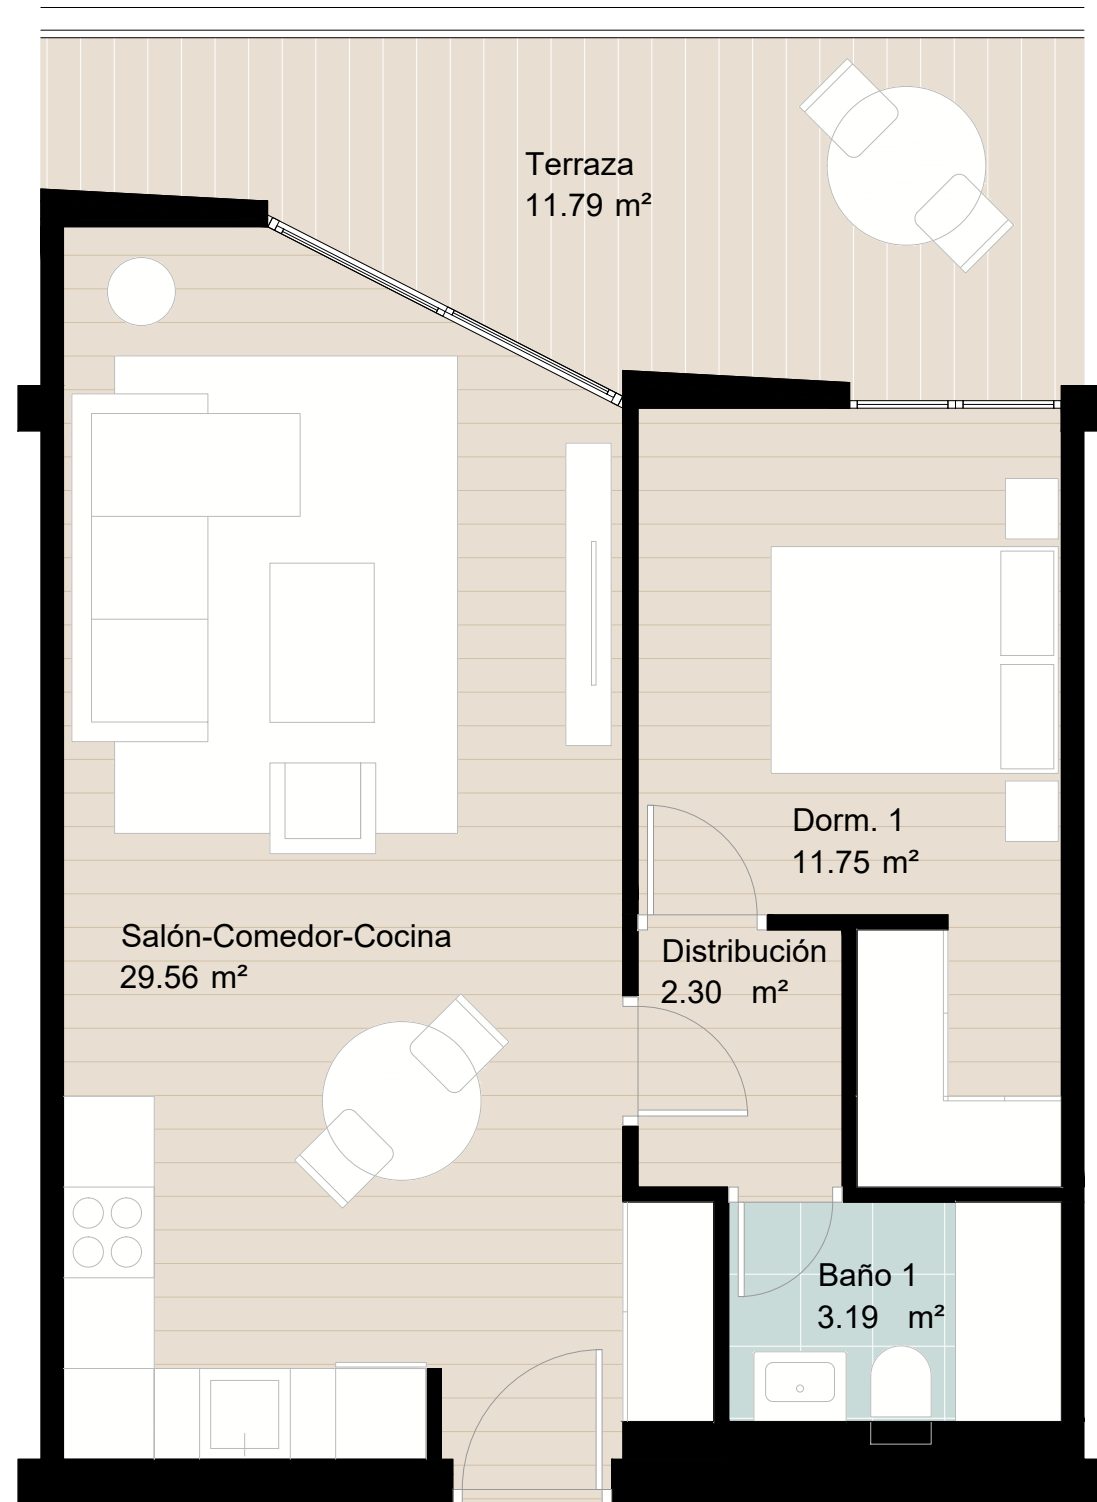 Terraza
11.79 m²
Dorm. 1
11.75 m²
Salón-Comedor-Cocina
29.56 m²
Distribución
2.30 m²
Baño 1
3.19 m²